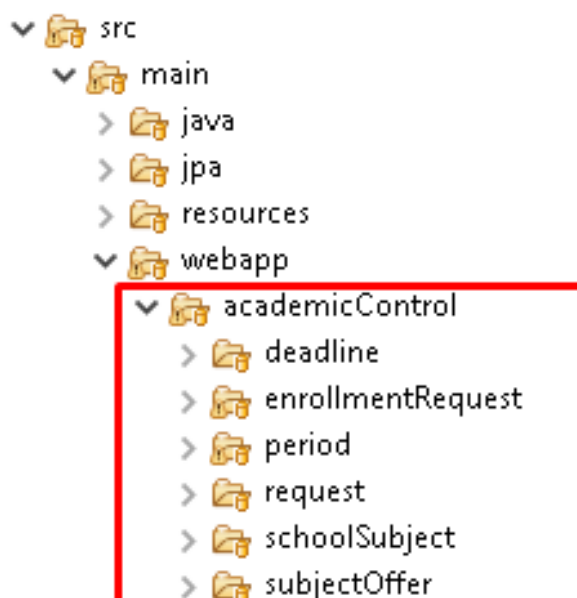 src
main
java
jpa
resources
webapp
academicControl
deadline
enrollmentRequest
period
request
schoolSubject
subjectOffer